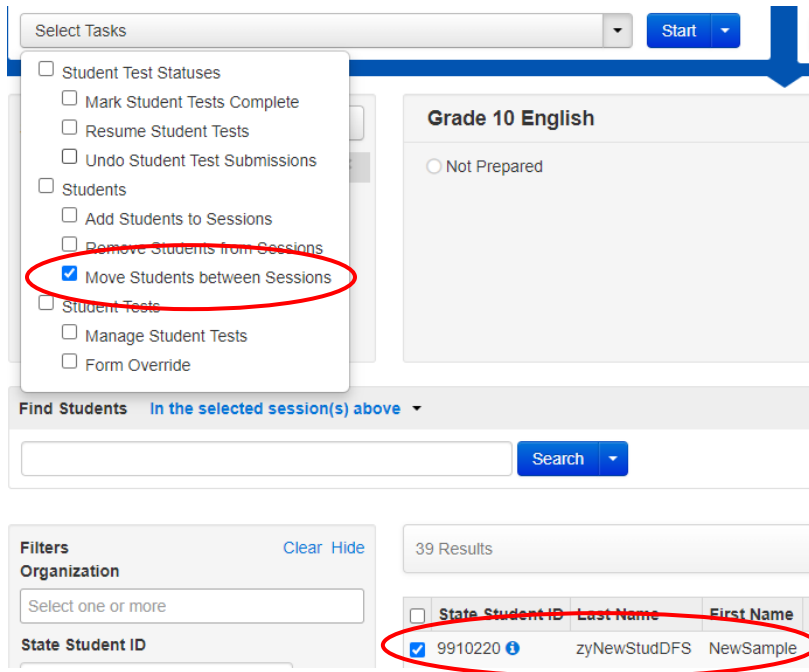 Select Tasks
Start
Student Test Statuses
Mark Student Tests Complete
Resume Student Tests
Undo Student Test Submissions
Students
Add Students to Sessions
Remove Students from Sessions
Move Students between Sessions
Student Tests
Manage Student Tests
Form Override
Grade 10 English
Not Prepared
Find Students In the selected session(s) above
Search
Filters Clear Hide
Organization
Select one or more
State Student ID
39 Results
State Student ID Last Name First Name
9910220 zyNewStudDFS NewSample